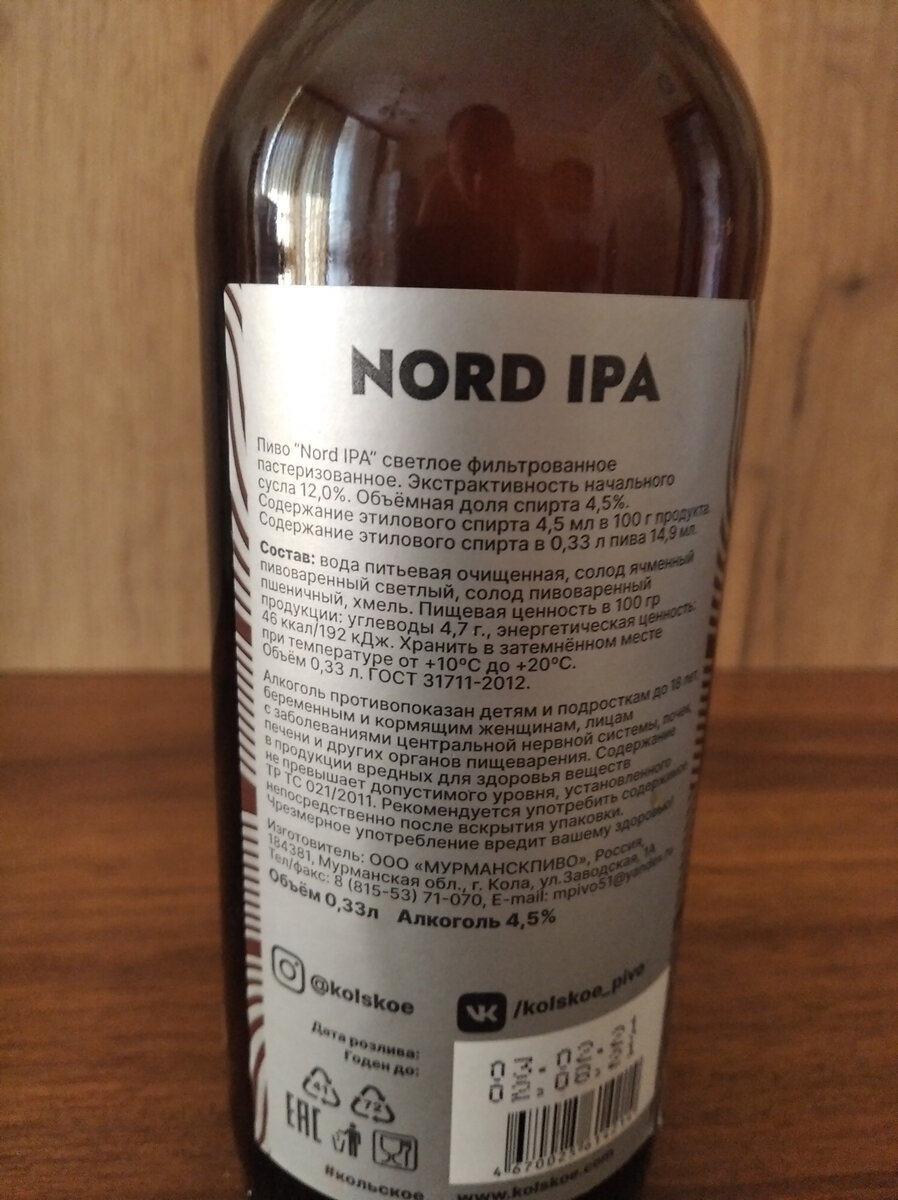 NORD IPA
Пиво "Nord IPA" светлое фильтрованное
пастеризованное. Экстрактивность начального
сусла 12,0%. Объёмная доля спирта 4,5%.
Содержание этилового спирта 4,5 мл в 100 г продукта.
Содержание этилового спирта в 0,33 л пива 14,9 мл.
Состав: вода питьевая очищенная, солод ячменный
пивоваренный светлый, солод пивоваренный
пшеничный, хмель. Пищевая ценность в 100 гр
продукции: углеводы 4,7 г., энергетическая ценность:
46 ккал/192 кДж. Хранить в затемнённом месте
при температуре от +10°С до +20°С.
Объём 0,33 л. ГОСТ 31711-2012.
Алкоголь противопоказан детям и подросткам до 18 лет,
беременным и кормящим женщинам, лицам
с заболеваниями центральной нервной системы, почек,
печени и других органов пищеварения. Содержание
в продукции вредных для здоровья веществ
не превышает допустимого уровня, установленного
ТР ТС 021/2011. Рекомендуется употребить содержимое
непосредственно после вскрытия упаковки.
Чрезмерное употребление вредит вашему здоровью!
Изготовитель: ООО «МУРМАНСКПИВО», Россия,
184381, Мурманская обл., г. Кола, ул.Заводская, 1А
Тел/факс: 8 (815-53) 71-070, E-mail: mpivo51@yandex.ru
Объём 0,33л Алкоголь 4,5%
@kolskoe
/kolskoe_pivo
Дата розлива:
Годен до:
41
72
EAC
#кольское
www.kolskoe.com